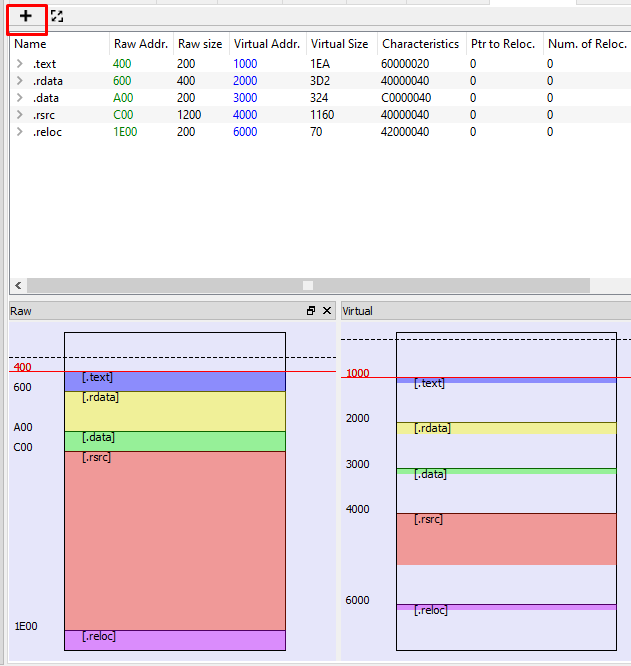 Name Raw Addr. Raw size Virtual Addr. Virtual Size Characteristics Ptr to Reloc. Num. of Reloc.
.text 400 200 1000 1EA 60000020 0 0
.rdata 600 400 2000 3D2 40000040 0 0
.data A00 200 3000 324 C0000040 0 0
.rsrc C00 1200 4000 1160 40000040 0 0
.reloc 1E00 200 6000 70 42000040 0 0
Raw
400
[.text]
600
[.rdata]
A00
[.data]
C00
[.rsrc]
1E00
[.reloc]
Virtual
1000
[.text]
2000
[.rdata]
3000
[.data]
4000
[.rsrc]
6000
[.reloc]